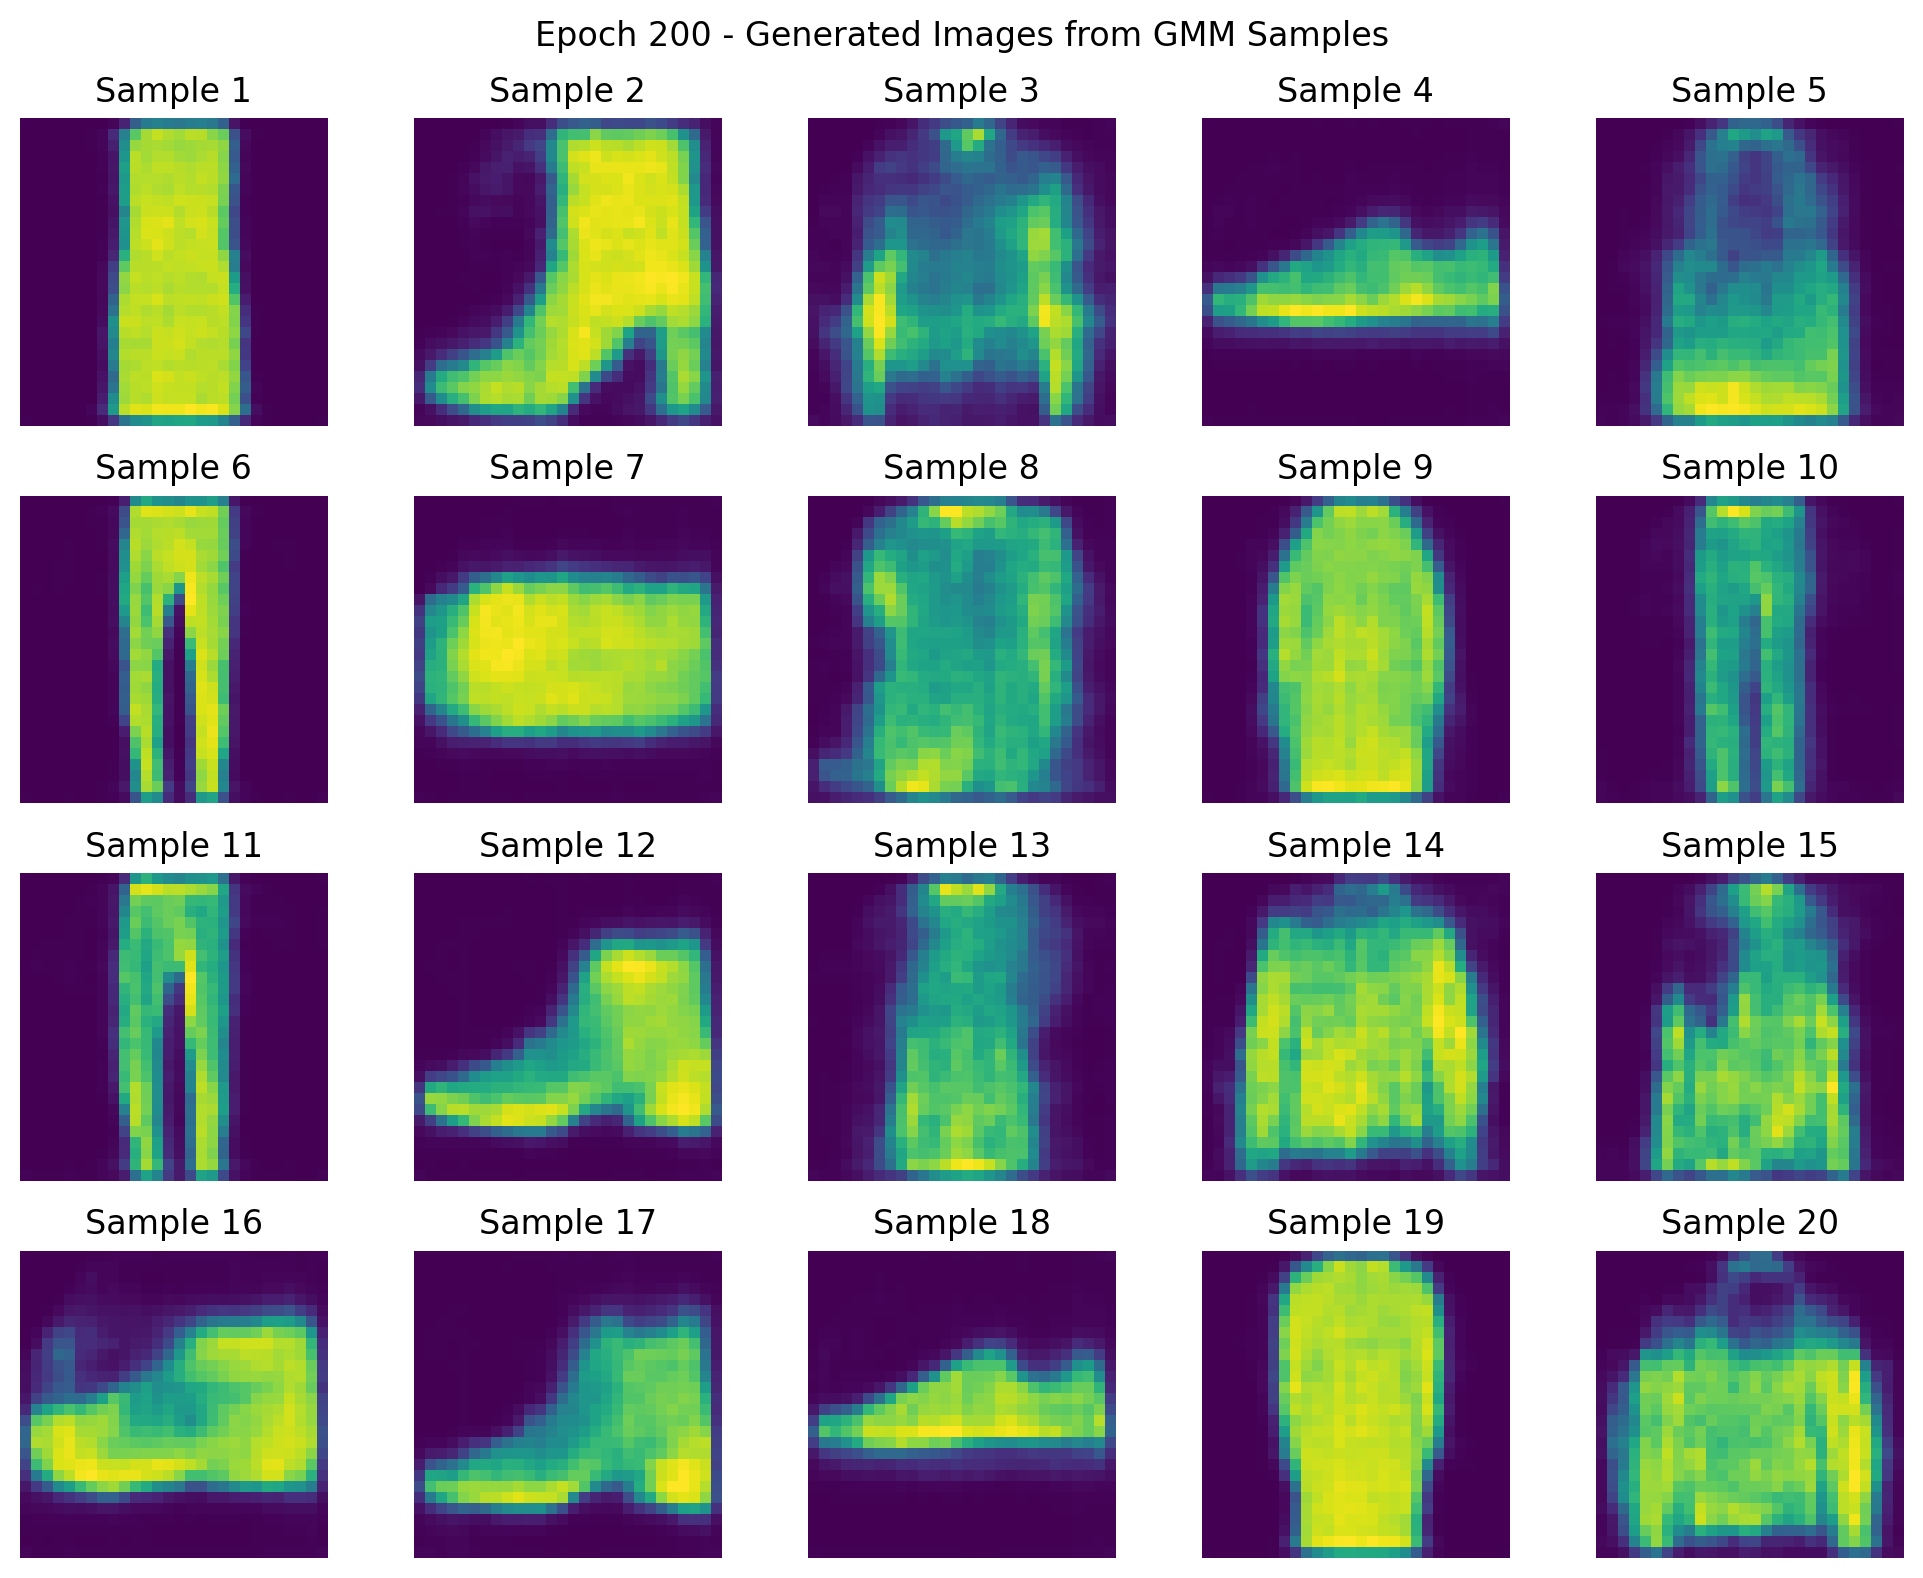 Epoch 200 - Generated Images from GMM Samples
Sample 1
Sample 2
Sample 3
Sample 4
Sample 5
Sample 6
Sample 7
Sample 8
Sample 9
Sample 10
Sample 11
Sample 12
Sample 13
Sample 14
Sample 15
Sample 16
Sample 17
Sample 18
Sample 19
Sample 20